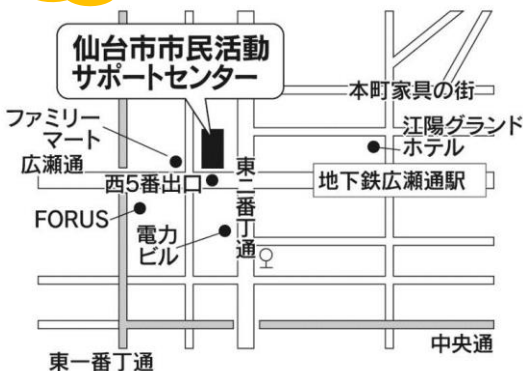 仙台市市民活動
サポートセンター
本町家具の街
ファミリー
マート
江陽グランド
ホテル
広瀬通
西5番出口
東二番丁通
地下鉄広瀬通駅
FORUS
電力
ビル
中央通
東一番丁通